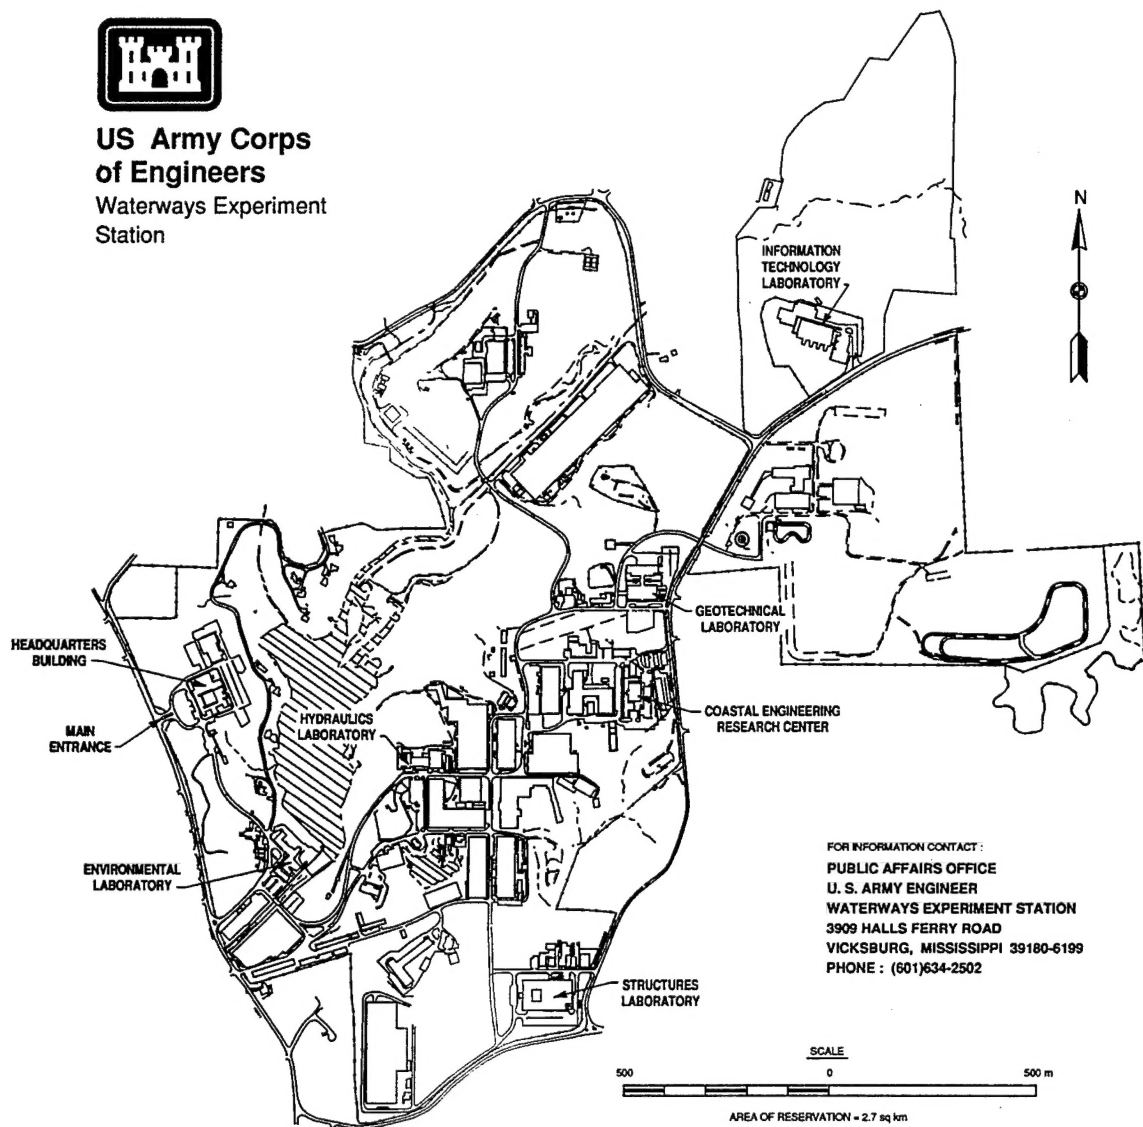 US Army Corps
of Engineers
Waterways Experiment
Station
N
INFORMATION
TECHNOLOGY
LABORATORY
GEOTECHNICAL
LABORATORY
HEADQUARTERS
BUILDING
MAIN
ENTRANCE
HYDRAULICS
LABORATORY
COASTAL ENGINEERING
RESEARCH CENTER
ENVIRONMENTAL
LABORATORY
STRUCTURES
LABORATORY
FOR INFORMATION CONTACT :
PUBLIC AFFAIRS OFFICE
U. S. ARMY ENGINEER
WATERWAYS EXPERIMENT STATION
3909 HALLS FERRY ROAD
VICKSBURG, MISSISSIPPI 39180-6199
PHONE : (601)634-2502
SCALE
500 0 500 m
AREA OF RESERVATION = 2.7 sq km